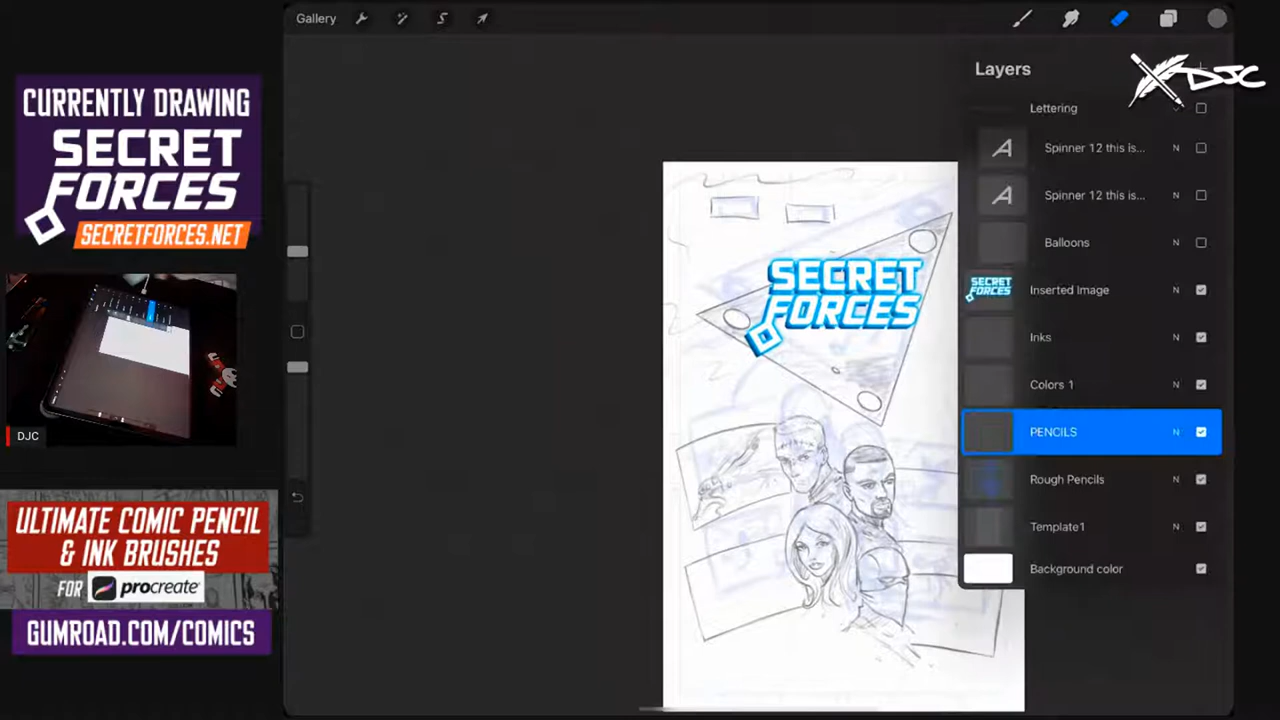 Gallery
S
CURRENTLY DRAWING
SECRET
FORCES
SECRETFORCES.NET
DJC
ULTIMATE COMIC PENCIL
& INK BRUSHES
FOR procreate
GUMROAD.COM/COMICS
SECRET
FORCES
Layers
DJC
Lettering
A Spinner 12 this is... N
A Spinner 12 this is... N
Balloons N
SECRET
FORCES
Inserted Image N
Inks N
Colors 1 N
PENCILS N
Rough Pencils N
Template1 N
Background color